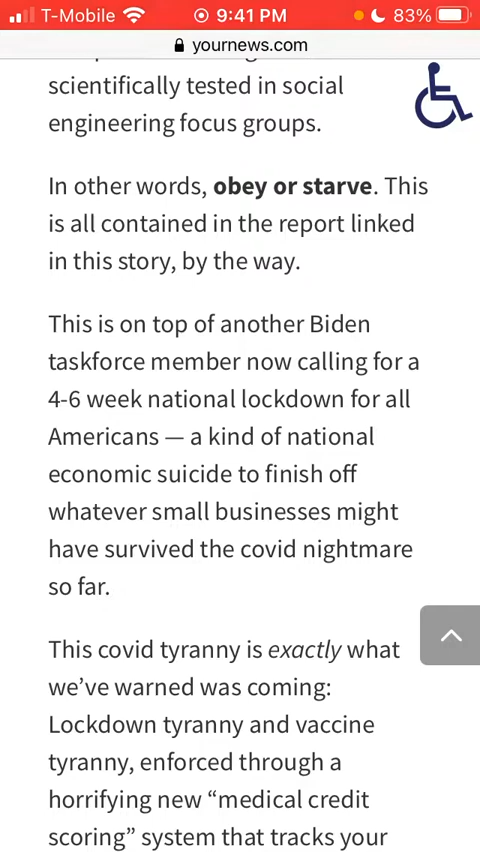 T-Mobile 9:41 PM 83%
yournews.com
scientifically tested in social
engineering focus groups.
In other words, obey or starve. This
is all contained in the report linked
in this story, by the way.
This is on top of another Biden
taskforce member now calling for a
4-6 week national lockdown for all
Americans — a kind of national
economic suicide to finish off
whatever small businesses might
have survived the covid nightmare
so far.
This covid tyranny is exactly what
we’ve warned was coming:
Lockdown tyranny and vaccine
tyranny, enforced through a
horrifying new “medical credit
scoring” system that tracks your